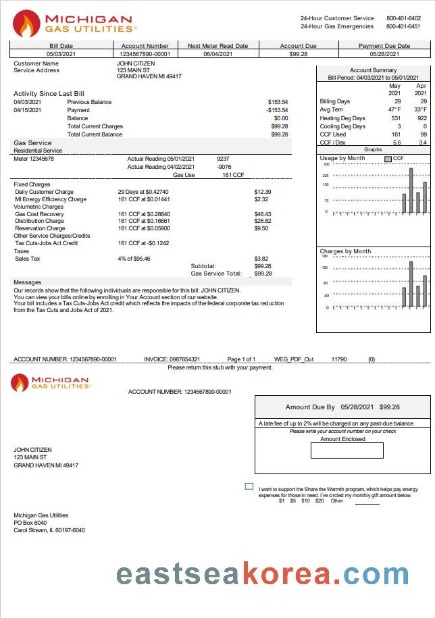 MICHIGAN
GAS UTILITIES
24-Hour Customer Service 800-401-6402
24-Hour Gas Emergencies 800-401-6451
Bill Date Account Number Next Meter Read Date Account Due Payment Due Date
05/03/2021 1234567890-00001 06/04/2021 $99.28 05/28/2021
Customer Name JOHN CITIZEN
Service Address 123 MAIN ST
GRAND HAVEN MI 49417
Account Summary
Bill Period: 04/03/2021 to 05/01/2021
May Apr
2021 2021
Billing Days 29 29
Avg Tem 47°F 33°F
Heating Deg Days 531 922
Cooling Deg Days 3 0
CCF Used 161 99
CCF / Day 5.6 3.4
Activity Since Last Bill
04/03/2021 Previous Balance $153.54
04/15/2021 Payment -$153.54
Balance $0.00
Total Current Charges $99.28
Total Current Balance $99.28
Gas Service
Residential Service
Meter 12345678 Actual Reading 05/01/2021 9237
Actual Reading 04/02/2021 -9076
Gas Use 161 CCF
Graphs
Usage by Month CCF
Fixed Charges
Daily Customer Charge 29 Days at $0.42740 $12.39
MI Energy Efficiency Charge 161 CCF at $0.01441 $2.32
Volumetric Charges
Gas Cost Recovery 161 CCF at $0.28840 $46.43
Distribution Charge 161 CCF at $0.16661 $26.82
Reservation Charge 161 CCF at $0.05900 $9.50
Other Service Charges/Credits
Tax Cuts-Jobs Act Credit 161 CCF at -$0.1242
Taxes
Sales Tax 4% of $95.46 $3.82
Subtotal: $99.28
Gas Service Total: $99.28
Charges by Month
Messages
Our records show that the following individuals are responsible for this bill: JOHN CITIZEN.
You can view your bills online by enrolling in Your Account section of our website.
Your bill includes a Tax Cuts-Jobs Act credit which reflects the impacts of the federal corporate tax reduction
from the Tax Cuts and Jobs Act of 2021.
ACCOUNT NUMBER: 1234567890-00001 INVOICE: 0987654321 Page 1 of 1 WEG_PDF_Out 11790 (0)
Please return this stub with your payment.
MICHIGAN
GAS UTILITIES
ACCOUNT NUMBER: 1234567890-00001
Amount Due By 05/28/2021 $99.28
A late fee of up to 2% will be charged on any past-due balance
Please write your account number on your check
Amount Enclosed
JOHN CITIZEN
123 MAIN ST
GRAND HAVEN MI 49417
I want to support the Share the Warmth program, which helps pay energy
expenses for those in need. I've circled my monthly gift amount below.
$1 $5 $10 $20 Other
Michigan Gas Utilities
PO Box 6040
Carol Stream, IL 60197-6040
eastseakorea.com